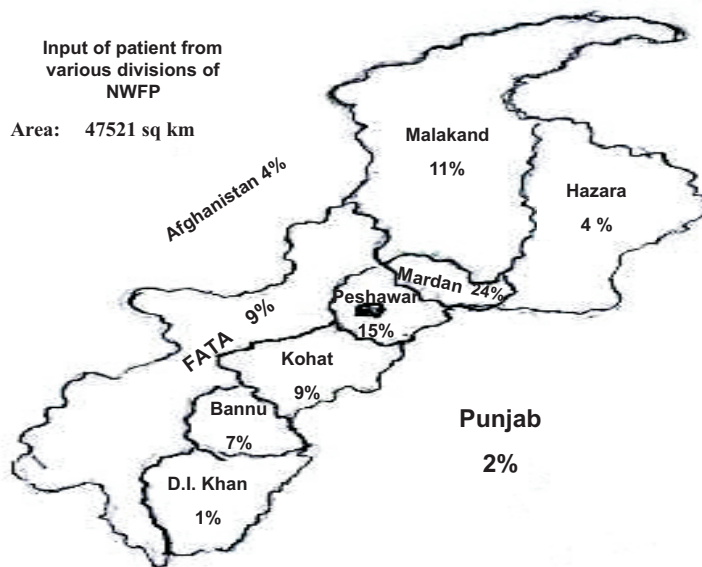 Input of patient from
various divisions of
NWFP
Area: 47521 sq km
Malakand
11%
Hazara
4 %
Afghanistan 4%
Mardan 24%
Peshawar
15%
FATA 9%
Kohat
9%
Bannu
7%
Punjab
2%
D.I. Khan
1%